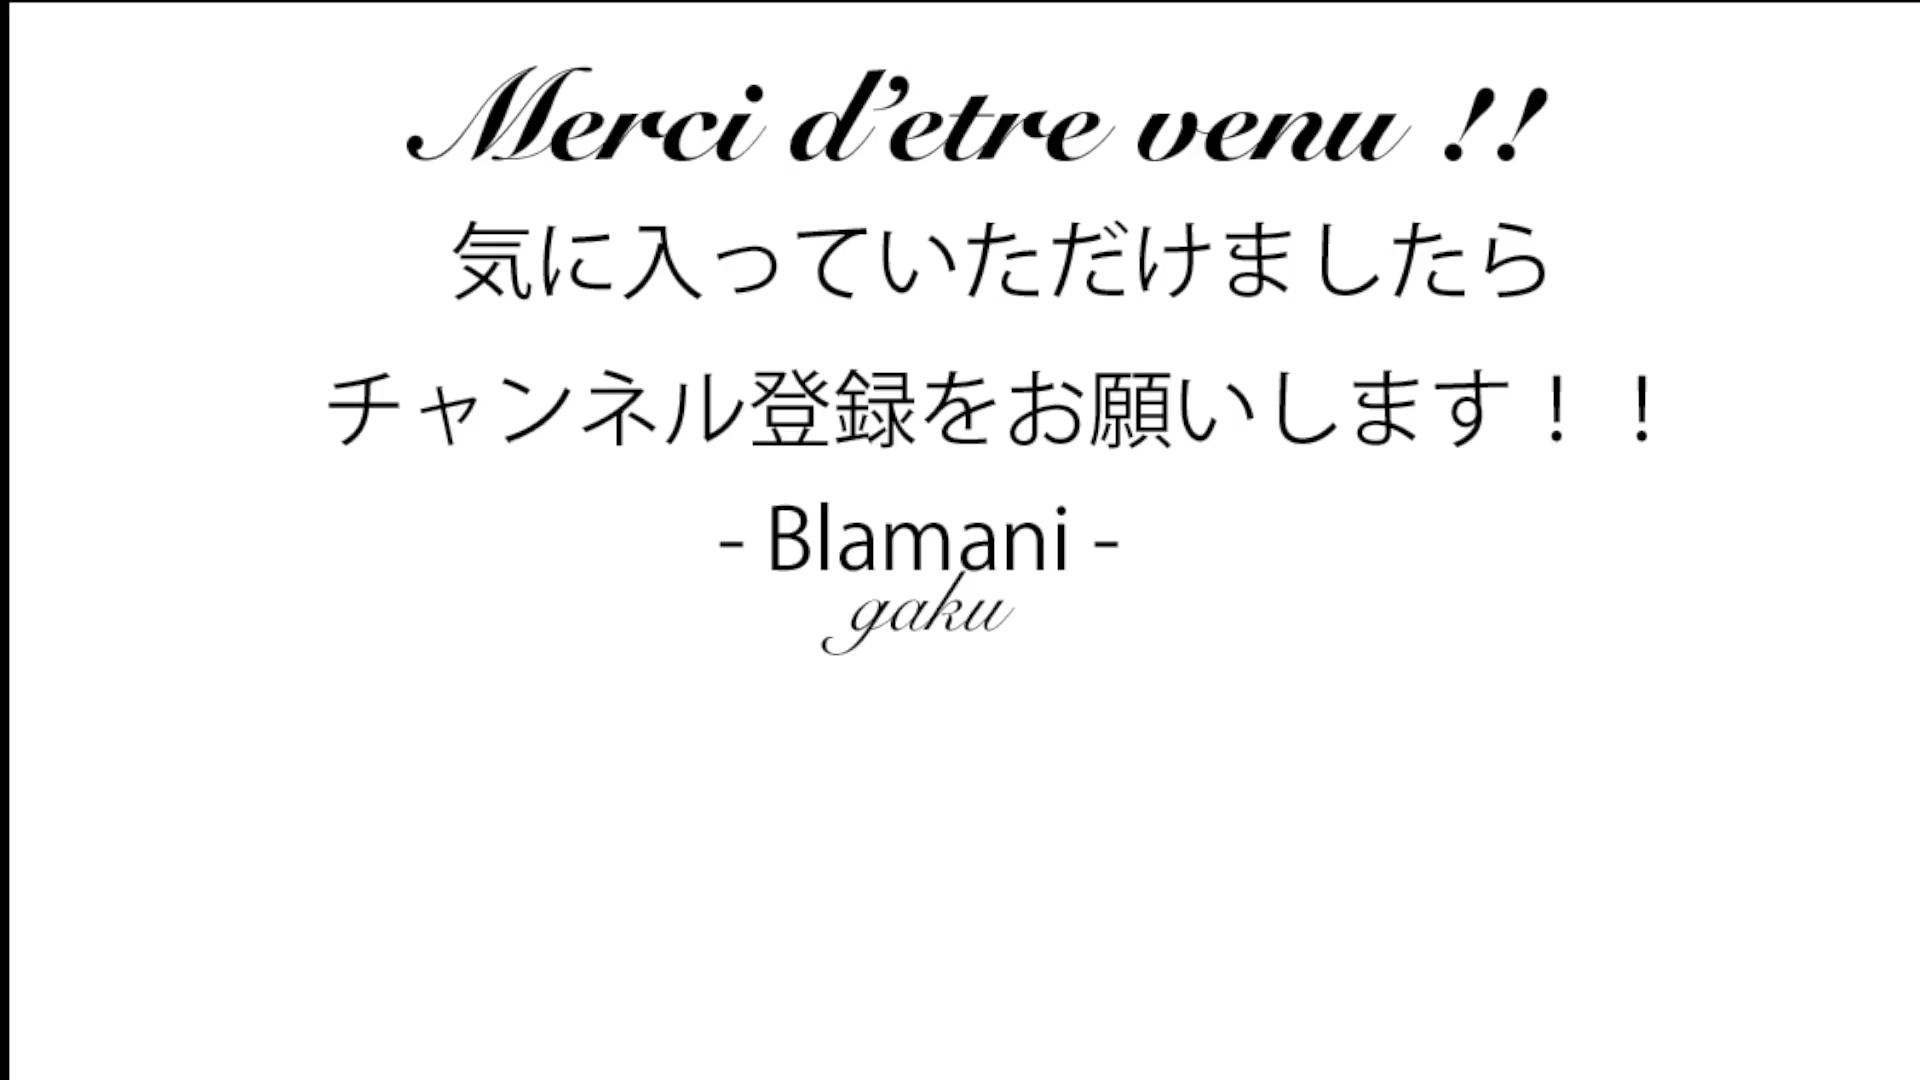 Merci d’etre venu !!
気に入っていただけましたら
チャンネル登録をお願いします！！
- Blamani -
gaku